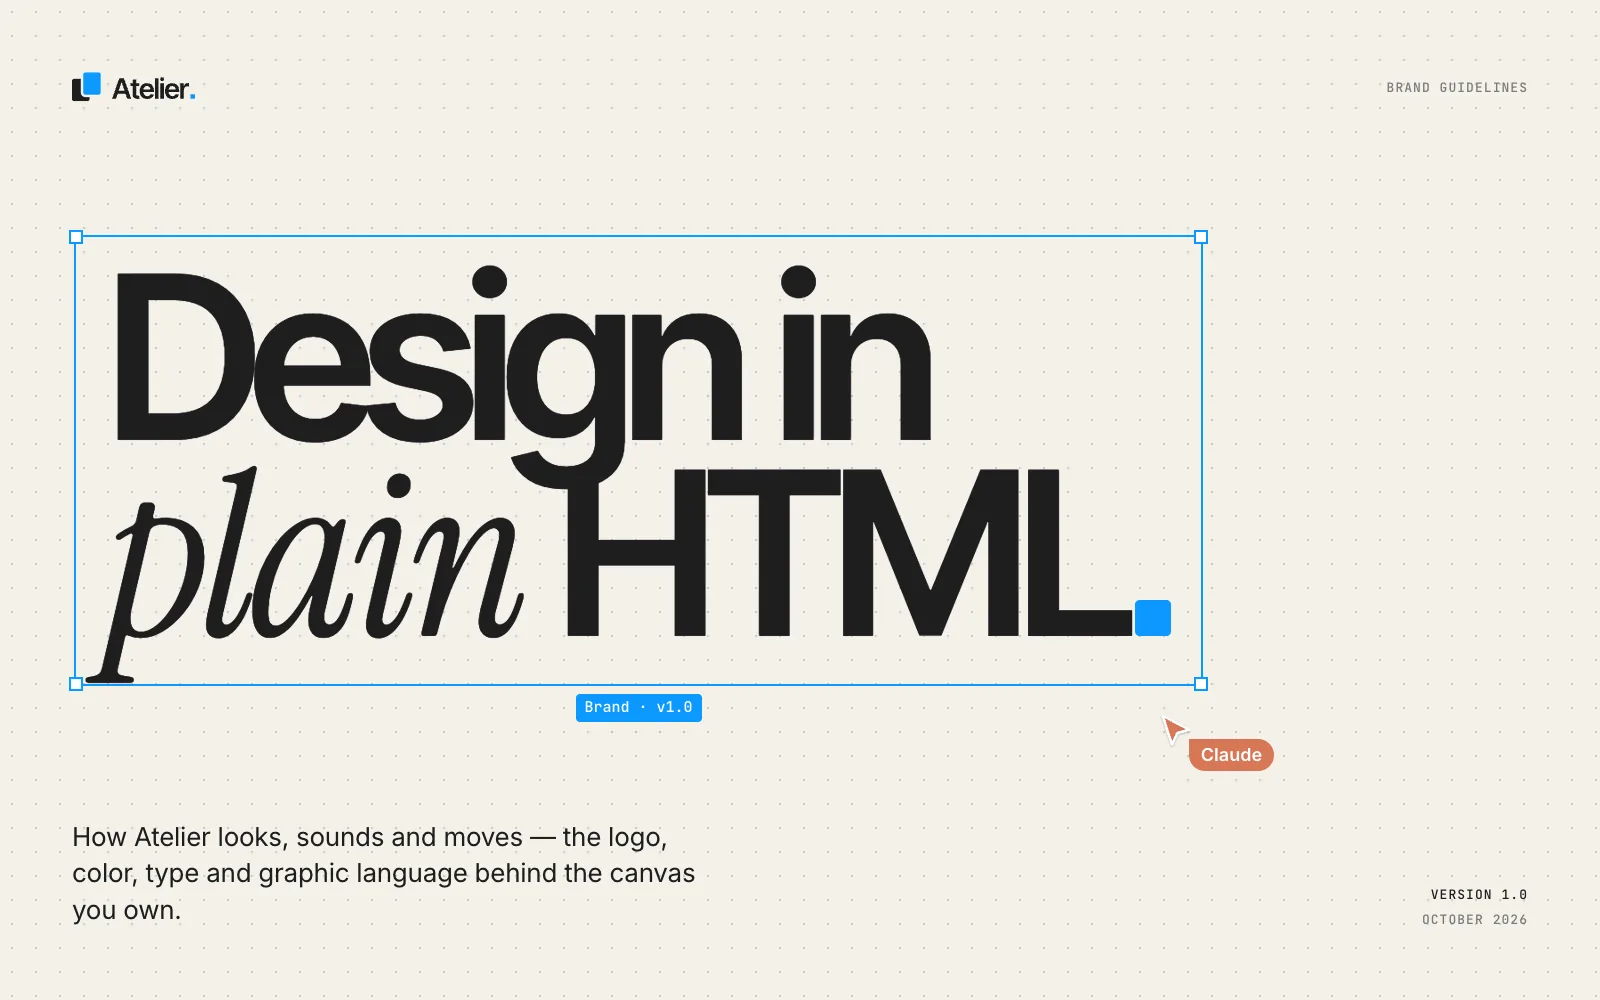 Atelier.
BRAND GUIDELINES
Design in
plain HTML.
Brand · v1.0
Claude
How Atelier looks, sounds and moves — the logo,
color, type and graphic language behind the canvas
you own.
VERSION 1.0
OCTOBER 2026